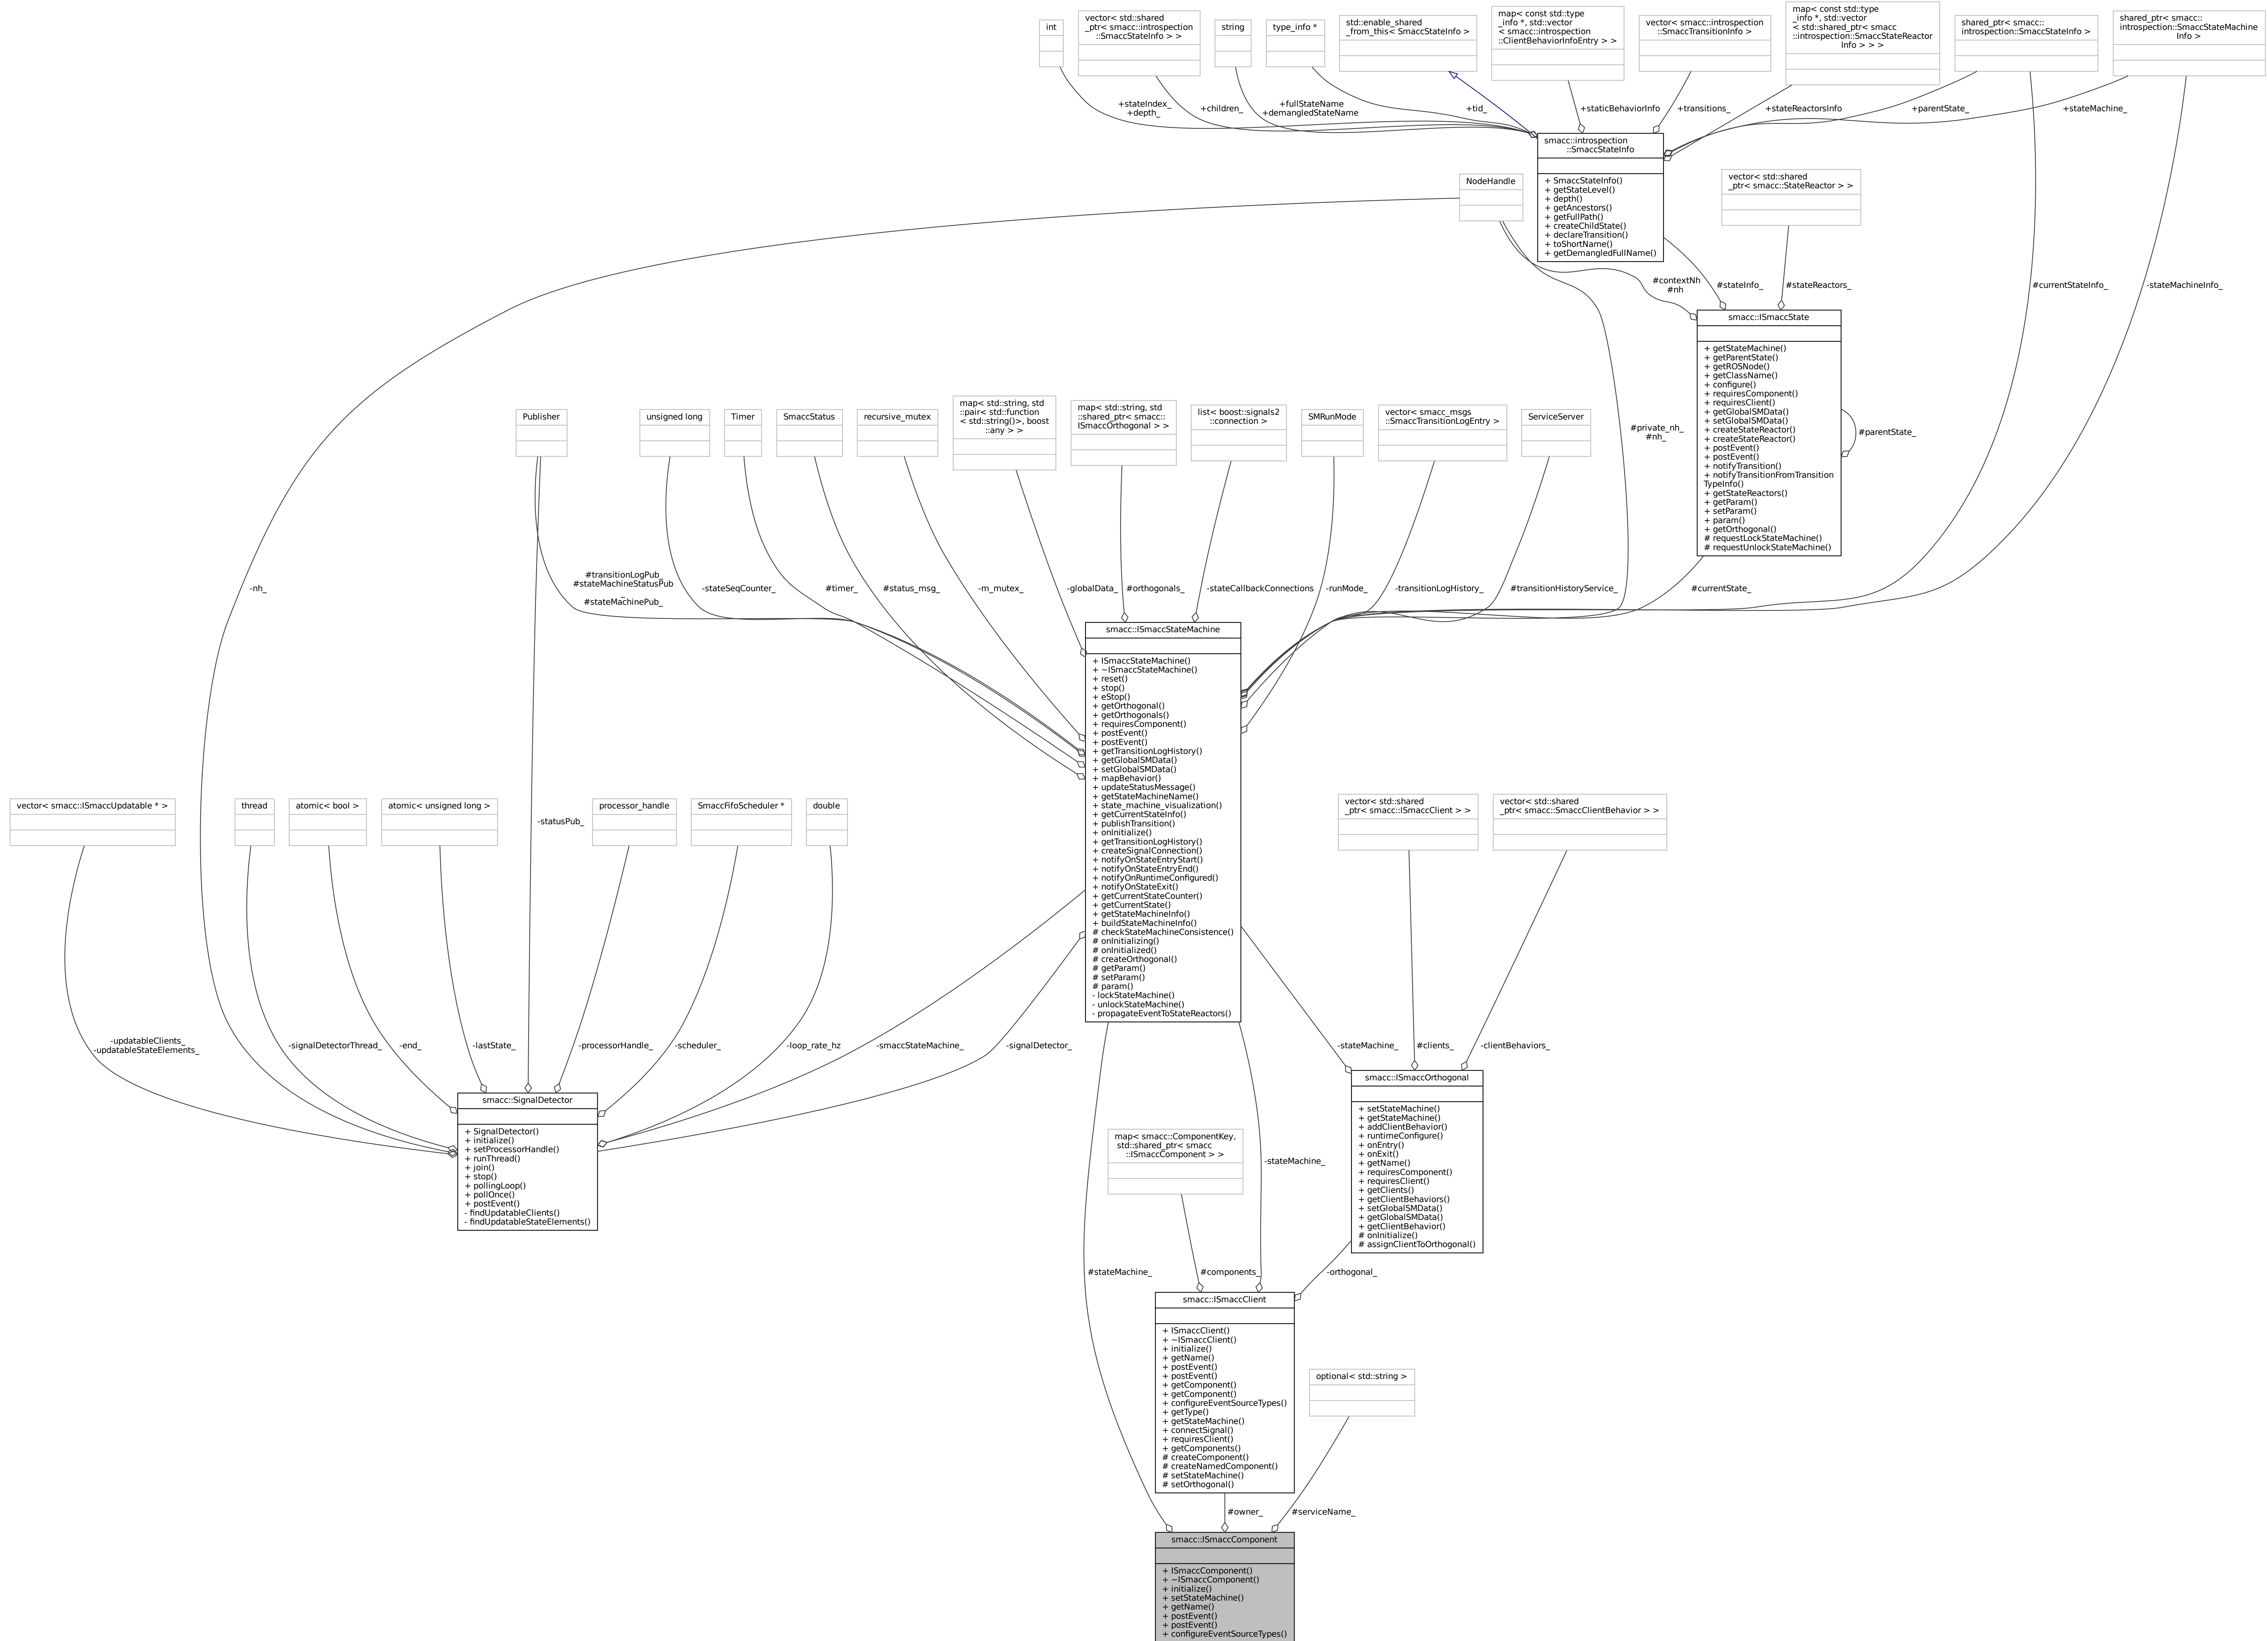 int
vector< std::shared
_ptr< smacc::introspection
::SmaccStateInfo > >
string
type_info *
std::enable_shared
_from_this< SmaccStateInfo >
map< const std::type
_info *, std::vector
< smacc::introspection
::ClientBehaviorInfoEntry > >
vector< smacc::introspection
::SmaccTransitionInfo >
map< const std::type
_info *, std::vector
< std::shared_ptr< smacc
::introspection::SmaccStateReactor
Info > > >
shared_ptr< smacc::
introspection::SmaccStateInfo >
shared_ptr< smacc::
introspection::SmaccStateMachine
Info >
+stateIndex_
+depth_
+children_
+fullStateName
+demangledStateName
+tid_
+staticBehaviorInfo
+transitions_
+stateReactorsInfo
+parentState_
+stateMachine_
smacc::introspection
::SmaccStateInfo
+ SmaccStateInfo()
+ getStateLevel()
+ depth()
+ getAncestors()
+ getFullPath()
+ createChildState()
+ declareTransition()
+ toShortName()
+ getDemangledFullName()
NodeHandle
vector< std::shared
_ptr< smacc::StateReactor > >
#contextNh
#nh
#stateInfo_
#stateReactors_
#currentStateInfo_
-stateMachineInfo_
smacc::ISmaccState
+ getStateMachine()
+ getParentState()
+ getROSNode()
+ getClassName()
+ configure()
+ requiresComponent()
+ requiresClient()
+ getGlobalSMData()
+ setGlobalSMData()
+ createStateReactor()
+ createStateReactor()
+ postEvent()
+ postEvent()
+ notifyTransition()
+ notifyTransitionFromTransition
TypeInfo()
+ getStateReactors()
+ getParam()
+ setParam()
+ param()
+ getOrthogonal()
# requestLockStateMachine()
# requestUnlockStateMachine()
#parentState_
Publisher
unsigned long
Timer
SmaccStatus
recursive_mutex
map< std::string, std
::pair< std::function
< std::string()>, boost
::any > >
map< std::string, std
::shared_ptr< smacc::
ISmaccOrthogonal > >
list< boost::signals2
::connection >
SMRunMode
vector< smacc_msgs
::SmaccTransitionLogEntry >
ServiceServer
#private_nh_
#nh_
-nh_
#transitionLogPub_
#stateMachineStatusPub
_
#stateMachinePub_
-stateSeqCounter_
#timer_
#status_msg_
-m_mutex_
-globalData_
#orthogonals_
-stateCallbackConnections
-runMode_
-transitionLogHistory_
#transitionHistoryService_
#currentState_
smacc::ISmaccStateMachine
+ ISmaccStateMachine()
+ ~ISmaccStateMachine()
+ reset()
+ stop()
+ eStop()
+ getOrthogonal()
+ getOrthogonals()
+ requiresComponent()
+ postEvent()
+ postEvent()
+ getTransitionLogHistory()
+ getGlobalSMData()
+ setGlobalSMData()
+ mapBehavior()
+ updateStatusMessage()
+ getStateMachineName()
+ state_machine_visualization()
+ getCurrentStateInfo()
+ publishTransition()
+ onInitialize()
+ getTransitionLogHistory()
+ createSignalConnection()
+ notifyOnStateEntryStart()
+ notifyOnStateEntryEnd()
+ notifyOnRuntimeConfigured()
+ notifyOnStateExit()
+ getCurrentStateCounter()
+ getCurrentState()
+ getStateMachineInfo()
+ buildStateMachineInfo()
# checkStateMachineConsistence()
# onInitializing()
# onInitialized()
# createOrthogonal()
# getParam()
# setParam()
# param()
- lockStateMachine()
- unlockStateMachine()
- propagateEventToStateReactors()
vector< smacc::ISmaccUpdatable * >
thread
atomic< bool >
atomic< unsigned long >
-statusPub_
processor_handle
SmaccFifoScheduler *
double
vector< std::shared
_ptr< smacc::ISmaccClient > >
vector< std::shared
_ptr< smacc::SmaccClientBehavior > >
-updatableClients_
-updatableStateElements_
-signalDetectorThread_
-end_
-lastState_
-processorHandle_
-scheduler_
-loop_rate_hz
-smaccStateMachine_
-signalDetector_
-stateMachine_
#clients_
-clientBehaviors_
smacc::SignalDetector
+ SignalDetector()
+ initialize()
+ setProcessorHandle()
+ runThread()
+ join()
+ stop()
+ pollingLoop()
+ pollOnce()
+ postEvent()
- findUpdatableClients()
- findUpdatableStateElements()
smacc::ISmaccOrthogonal
+ setStateMachine()
+ getStateMachine()
+ addClientBehavior()
+ runtimeConfigure()
+ onEntry()
+ onExit()
+ getName()
+ requiresComponent()
+ requiresClient()
+ getClients()
+ getClientBehaviors()
+ setGlobalSMData()
+ getGlobalSMData()
+ getClientBehavior()
# onInitialize()
# assignClientToOrthogonal()
map< smacc::ComponentKey,
std::shared_ptr< smacc
::ISmaccComponent > >
-stateMachine_
#stateMachine_
#components_
-orthogonal_
smacc::ISmaccClient
+ ISmaccClient()
+ ~ISmaccClient()
+ initialize()
+ getName()
+ postEvent()
+ postEvent()
+ getComponent()
+ getComponent()
+ configureEventSourceTypes()
+ getType()
+ getStateMachine()
+ connectSignal()
+ requiresClient()
+ getComponents()
# createComponent()
# createNamedComponent()
# setStateMachine()
# setOrthogonal()
optional< std::string >
#owner_
#serviceName_
smacc::ISmaccComponent
+ ISmaccComponent()
+ ~ISmaccComponent()
+ initialize()
+ setStateMachine()
+ getName()
+ postEvent()
+ postEvent()
+ configureEventSourceTypes()